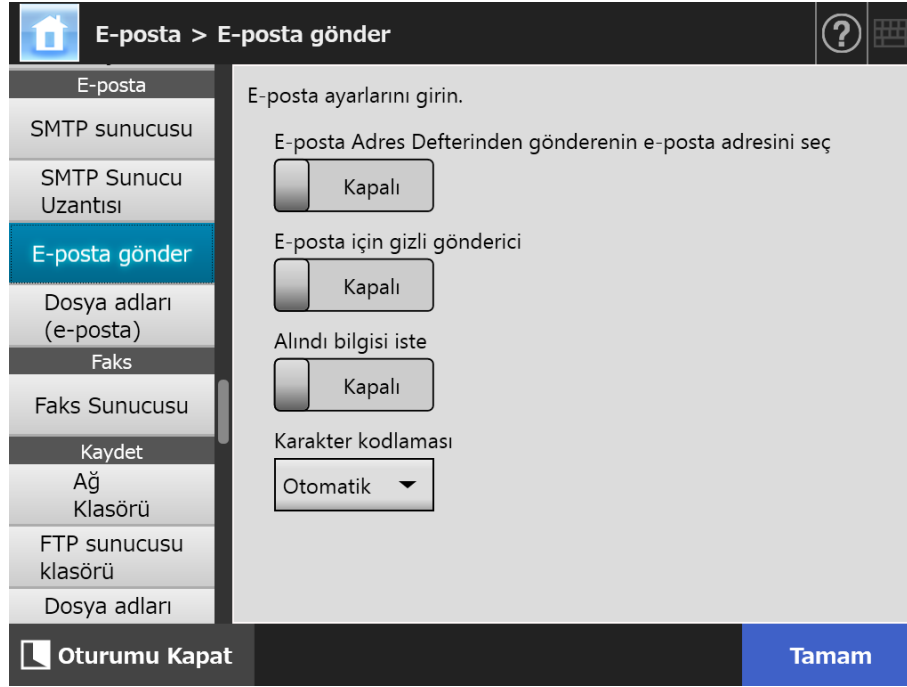 E-posta > E-posta gönder
?
E-posta
SMTP sunucusu
SMTP Sunucu
Uzantısı
E-posta gönder
Dosya adları
(e-posta)
Faks
Faks Sunucusu
Kaydet
Ağ
Klasörü
FTP sunucusu
klasörü
Dosya adları
E-posta ayarlarını girin.
E-posta Adres Defterinden gönderenin e-posta adresini seç
Kapalı
E-posta için gizli gönderici
Kapalı
Alındı bilgisi iste
Kapalı
Karakter kodlaması
Otomatik
Oturumu Kapat
Tamam